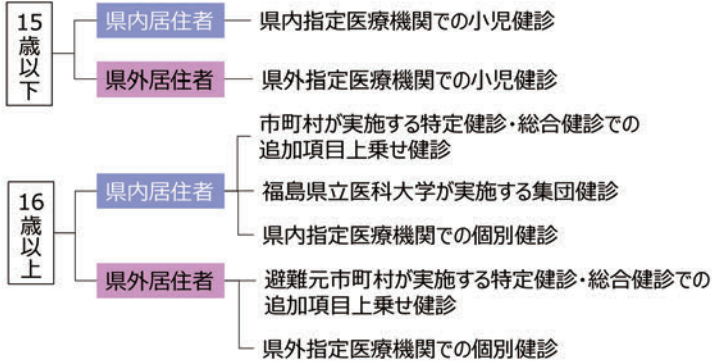 15歳以下
県内居住者
県内指定医療機関での小児健診
県外居住者
県外指定医療機関での小児健診
16歳以上
県内居住者
市町村が実施する特定健診・総合健診での
追加項目上乗せ健診
福島県立医科大学が実施する集団健診
県内指定医療機関での個別健診
県外居住者
避難元市町村が実施する特定健診・総合健診での
追加項目上乗せ健診
県外指定医療機関での個別健診